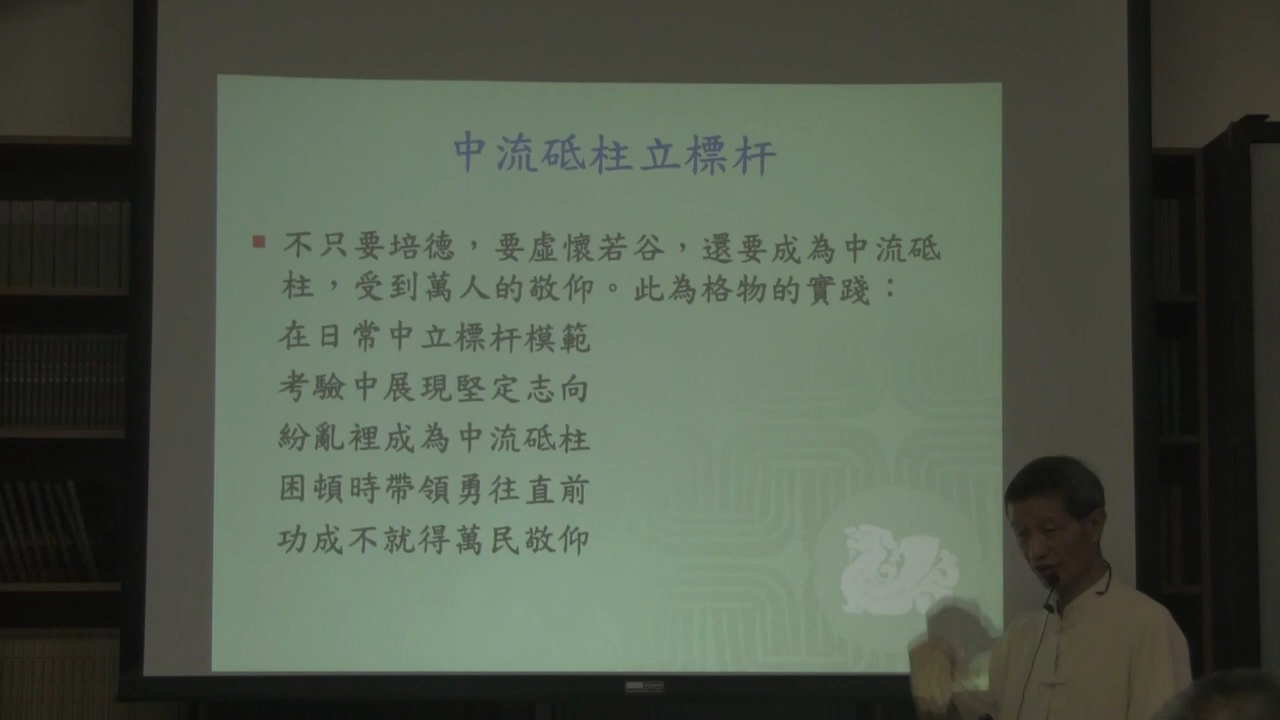 中流砥柱立標杆
不只要培德，要虛懷若谷，還要成為中流砥
柱，受到萬人的敬仰。此為格物的實踐：
在日常中立標杆模範
考驗中展現堅定志向
紛亂裡成為中流砥柱
困頓時帶領勇往直前
功成不就得萬民敬仰